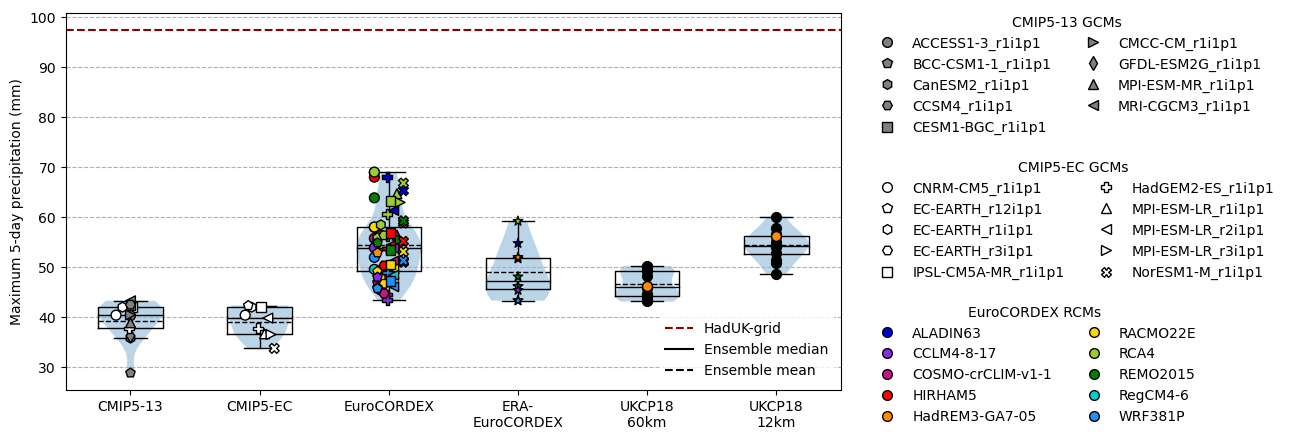 Maximum 5-day precipitation (mm)
100
90
80
70
60
50
40
30
CMIP5-13
CMIP5-EC
EuroCORDEX
ERA-
EuroCORDEX
UKCP18
60km
UKCP18
12km
HadUK-grid
Ensemble median
Ensemble mean
CMIP5-13 GCMs
ACCESS1-3_r1i1p1
BCC-CSM1-1_r1i1p1
CanESM2_r1i1p1
CCSM4_r1i1p1
CESM1-BGC_r1i1p1
CMCC-CM_r1i1p1
GFDL-ESM2G_r1i1p1
MPI-ESM-MR_r1i1p1
MRI-CGCM3_r1i1p1
CMIP5-EC GCMs
CNRM-CM5_r1i1p1
EC-EARTH_r12i1p1
EC-EARTH_r1i1p1
EC-EARTH_r3i1p1
IPSL-CM5A-MR_r1i1p1
HadGEM2-ES_r1i1p1
MPI-ESM-LR_r1i1p1
MPI-ESM-LR_r2i1p1
MPI-ESM-LR_r3i1p1
NorESM1-M_r1i1p1
EuroCORDEX RCMs
ALADIN63
CCLM4-8-17
COSMO-crCLIM-v1-1
HIRHAM5
HadREM3-GA7-05
RACMO22E
RCA4
REMO2015
RegCM4-6
WRF381P